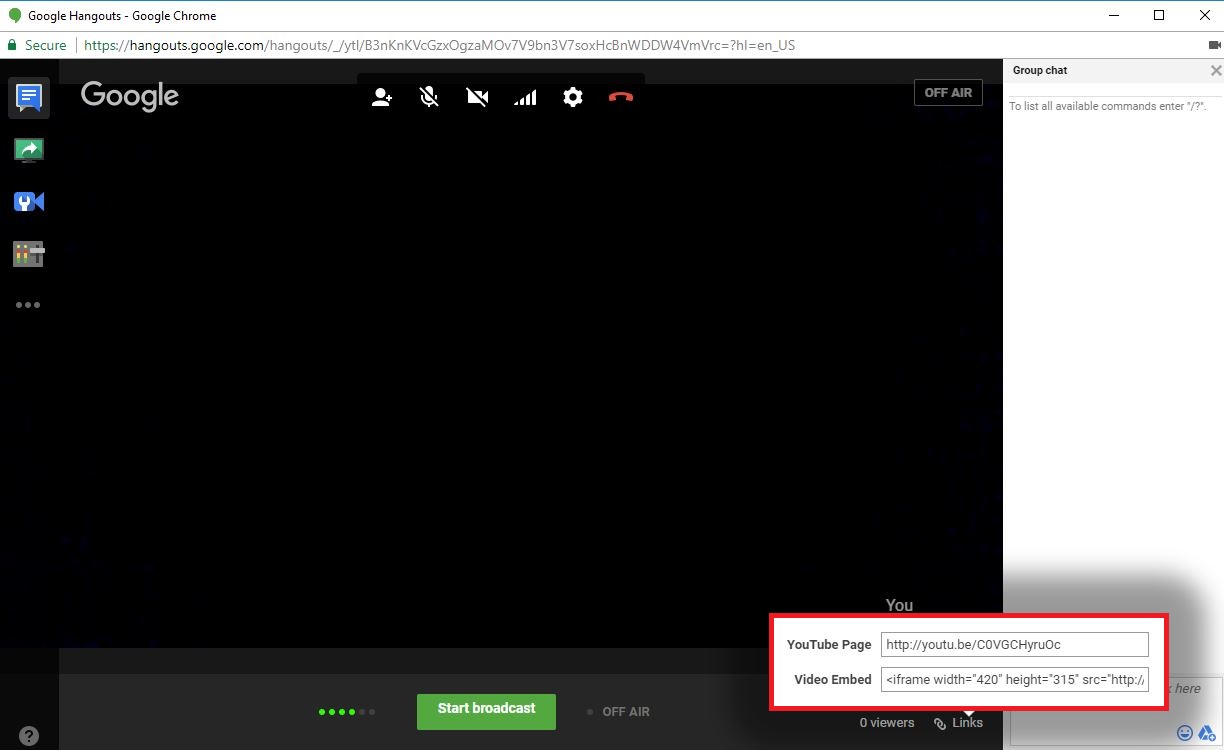 Google Hangouts - Google Chrome
Secure
https://hangouts.google.com/hangouts/_/ytl/B3nKnKVcGzxOgzaMOv7V9bn3V7soxHcBnWDDW4VmVrc=?hl=en_US
Google
OFF AIR
Group chat
To list all available commands enter "/?".
You
YouTube Page
http://youtu.be/C0VGCHyruOc
Video Embed
<iframe width="420" height="315" src="http:/
here
Start broadcast
OFF AIR
0 viewers
Links
?